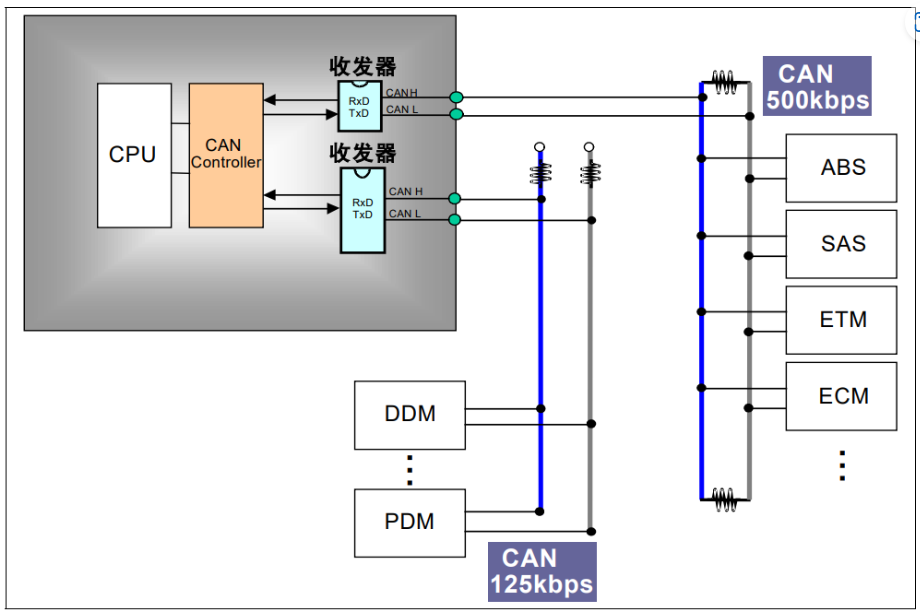 收发器
CAN H
CAN L
RxD
TxD
CPU
CAN
Controller
收发器
CAN H
CAN L
RxD
TxD
CAN
500kbps
ABS
SAS
ETM
ECM
DDM
PDM
CAN
125kbps